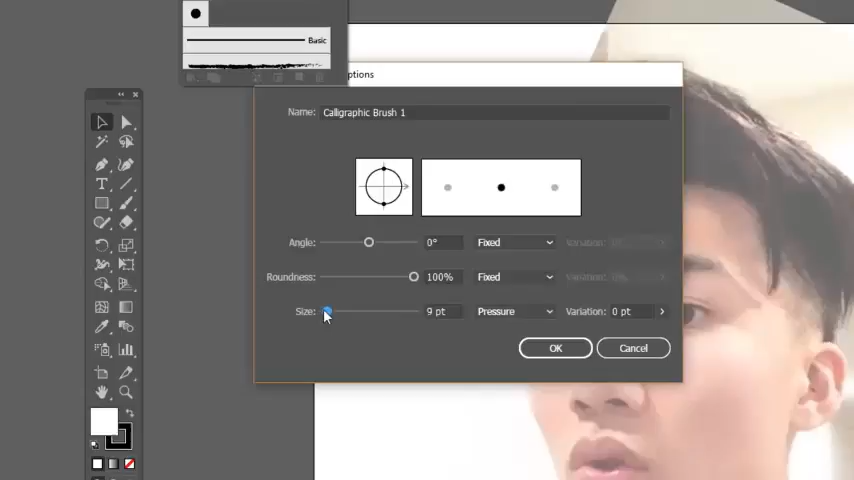 Basic
ptions
Name: Calligraphic Brush 1
Angle: 0° Fixed Variation:
Roundness: 100% Fixed Variation:
Size: 9 pt Pressure Variation: 0 pt
OK Cancel